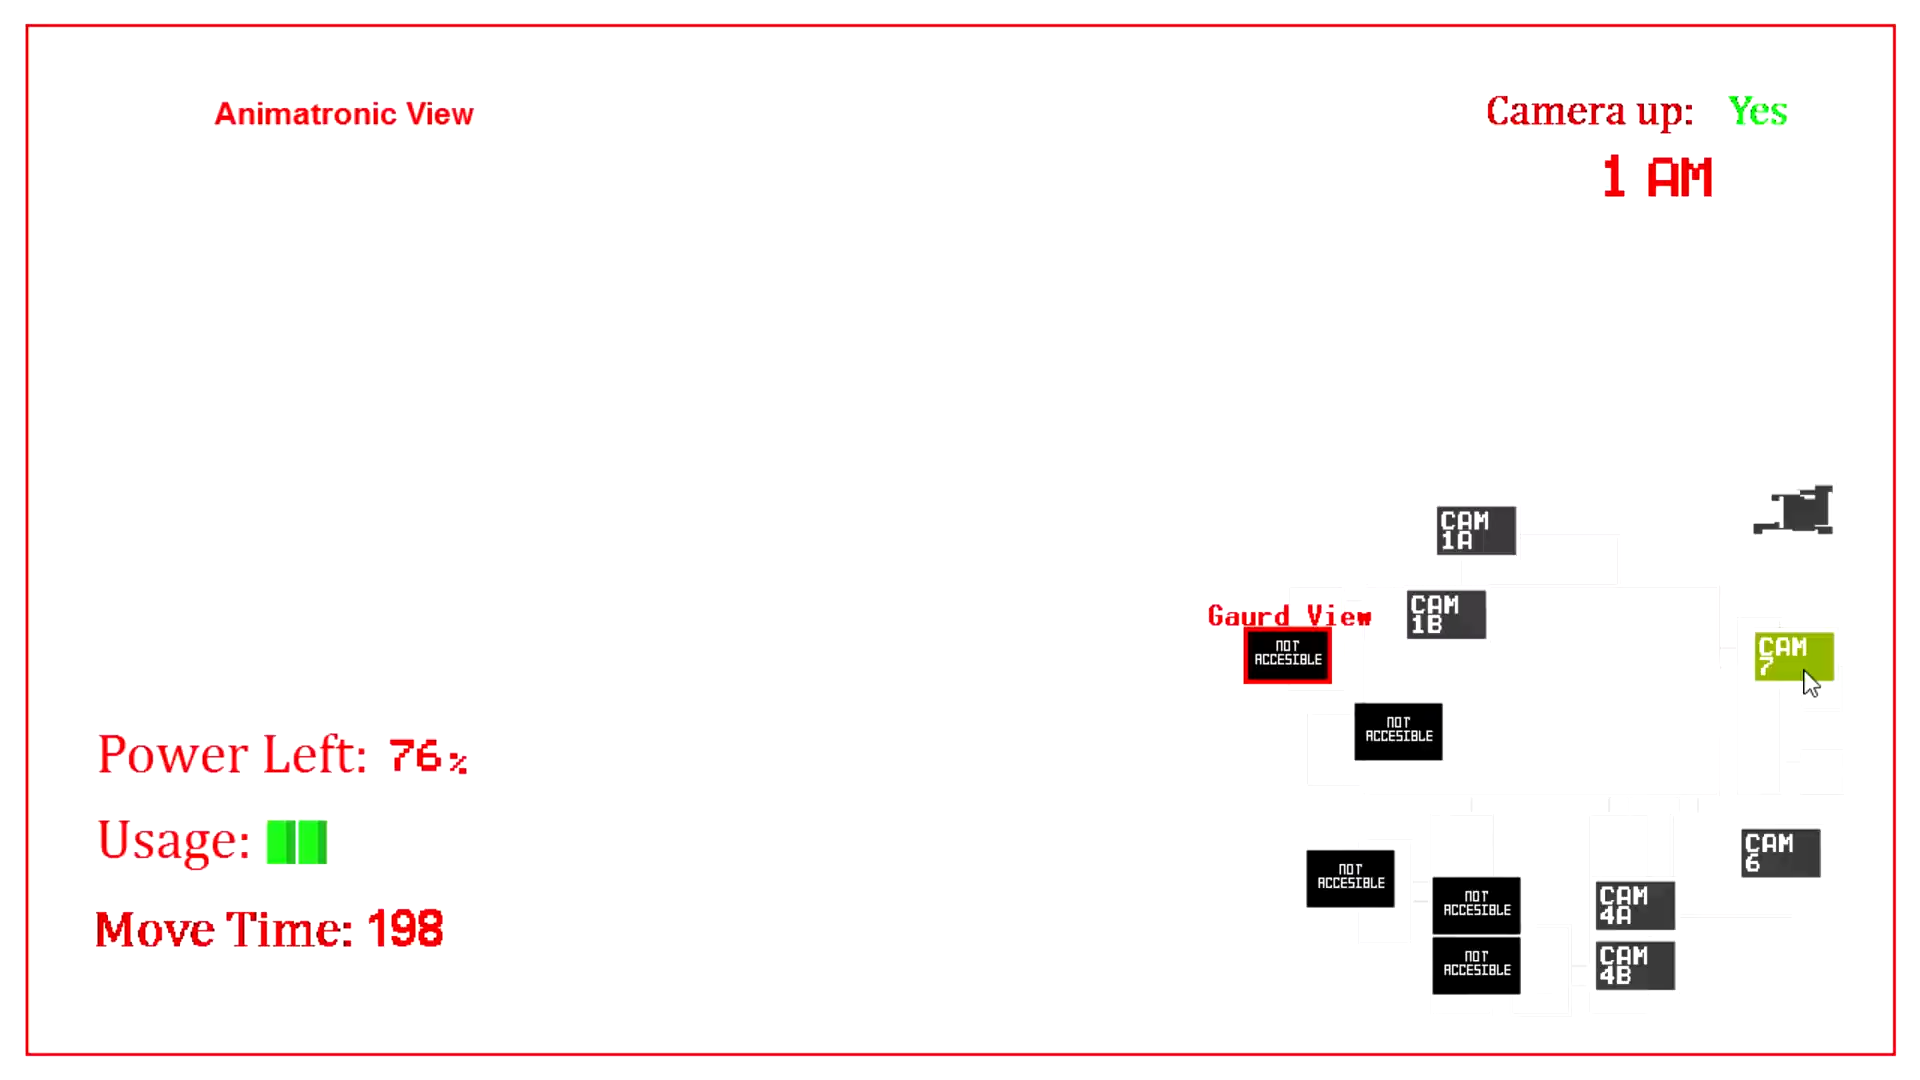 Animatronic View
Camera up: Yes
1 AM
CAM
1A
Gaurd View
CAM
1B
NOT
ACCESIBLE
CAM
7
NOT
ACCESIBLE
Power Left: 76%
Usage:
Move Time: 198
CAM
6
NOT
ACCESIBLE
NOT
ACCESIBLE
CAM
4A
NOT
ACCESIBLE
CAM
4B